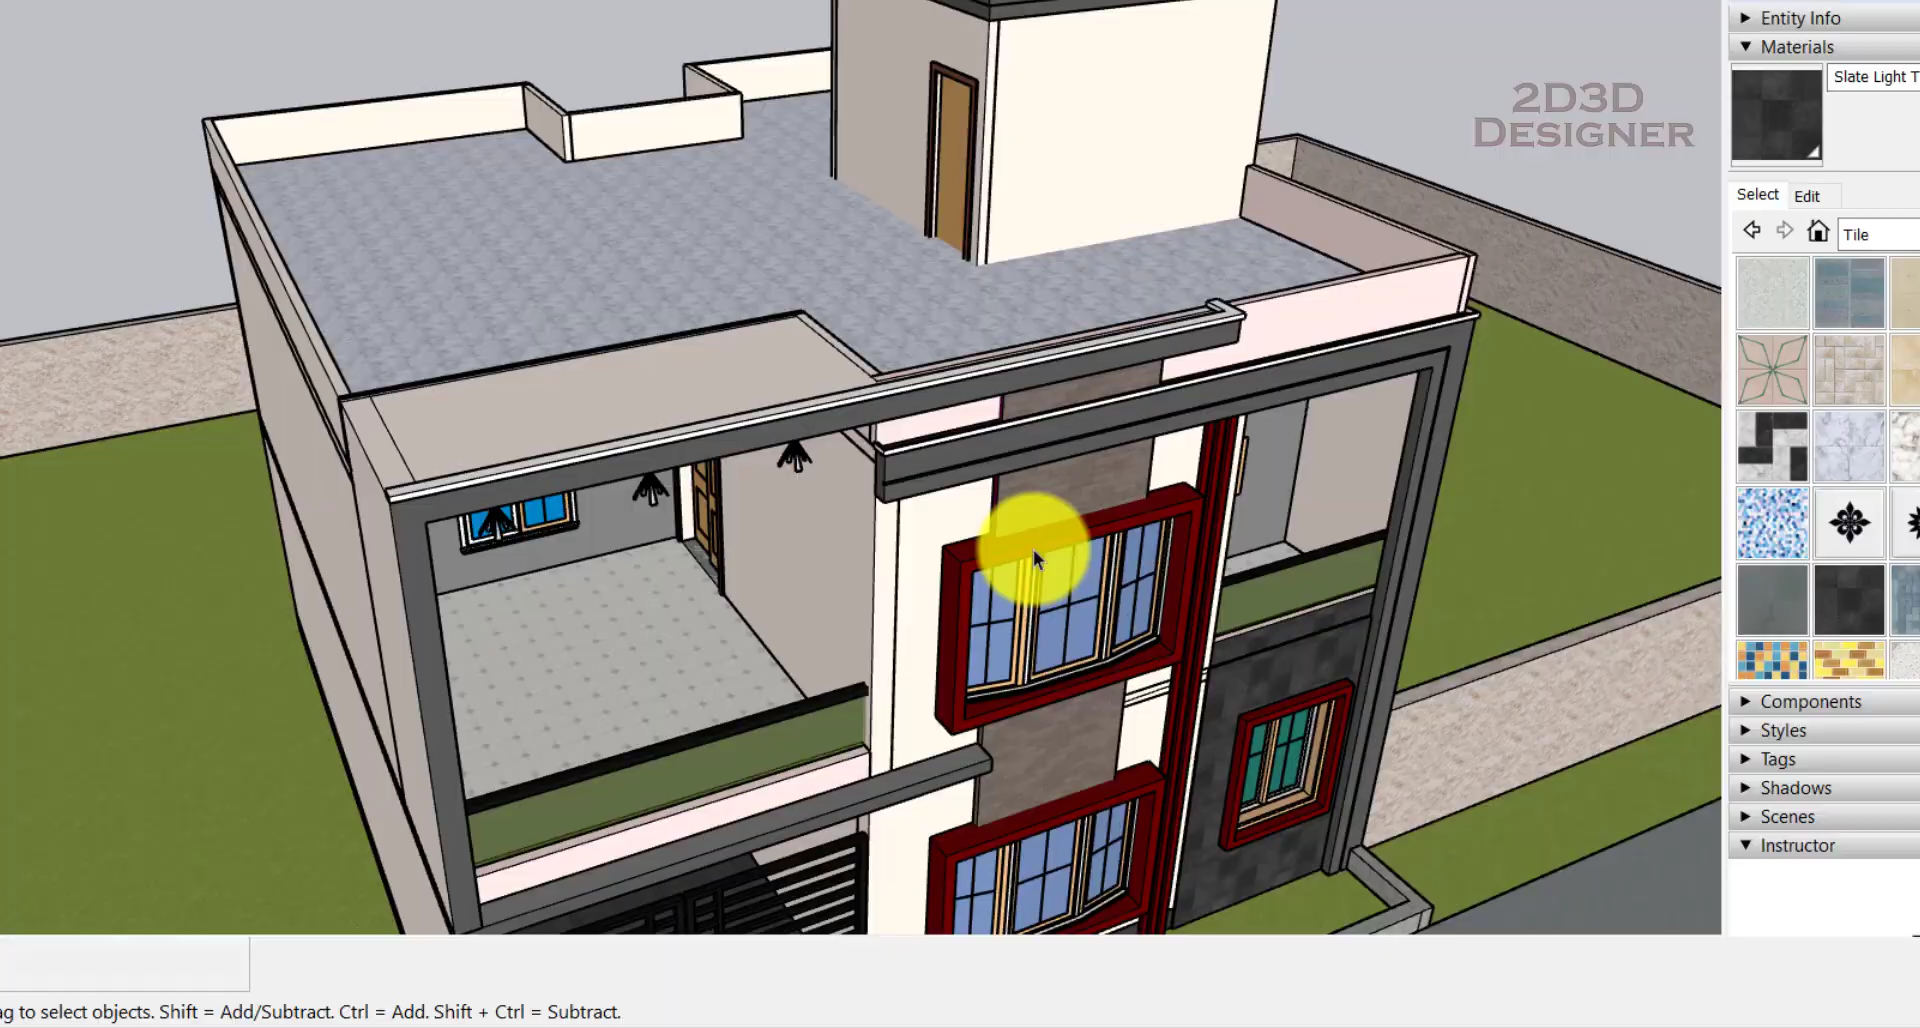 Entity Info
Materials
Slate Light T
2D3D
DESIGNER
Select
Edit
Tile
Components
Styles
Tags
Shadows
Scenes
Instructor
ag to select objects. Shift = Add/Subtract. Ctrl = Add. Shift + Ctrl = Subtract.